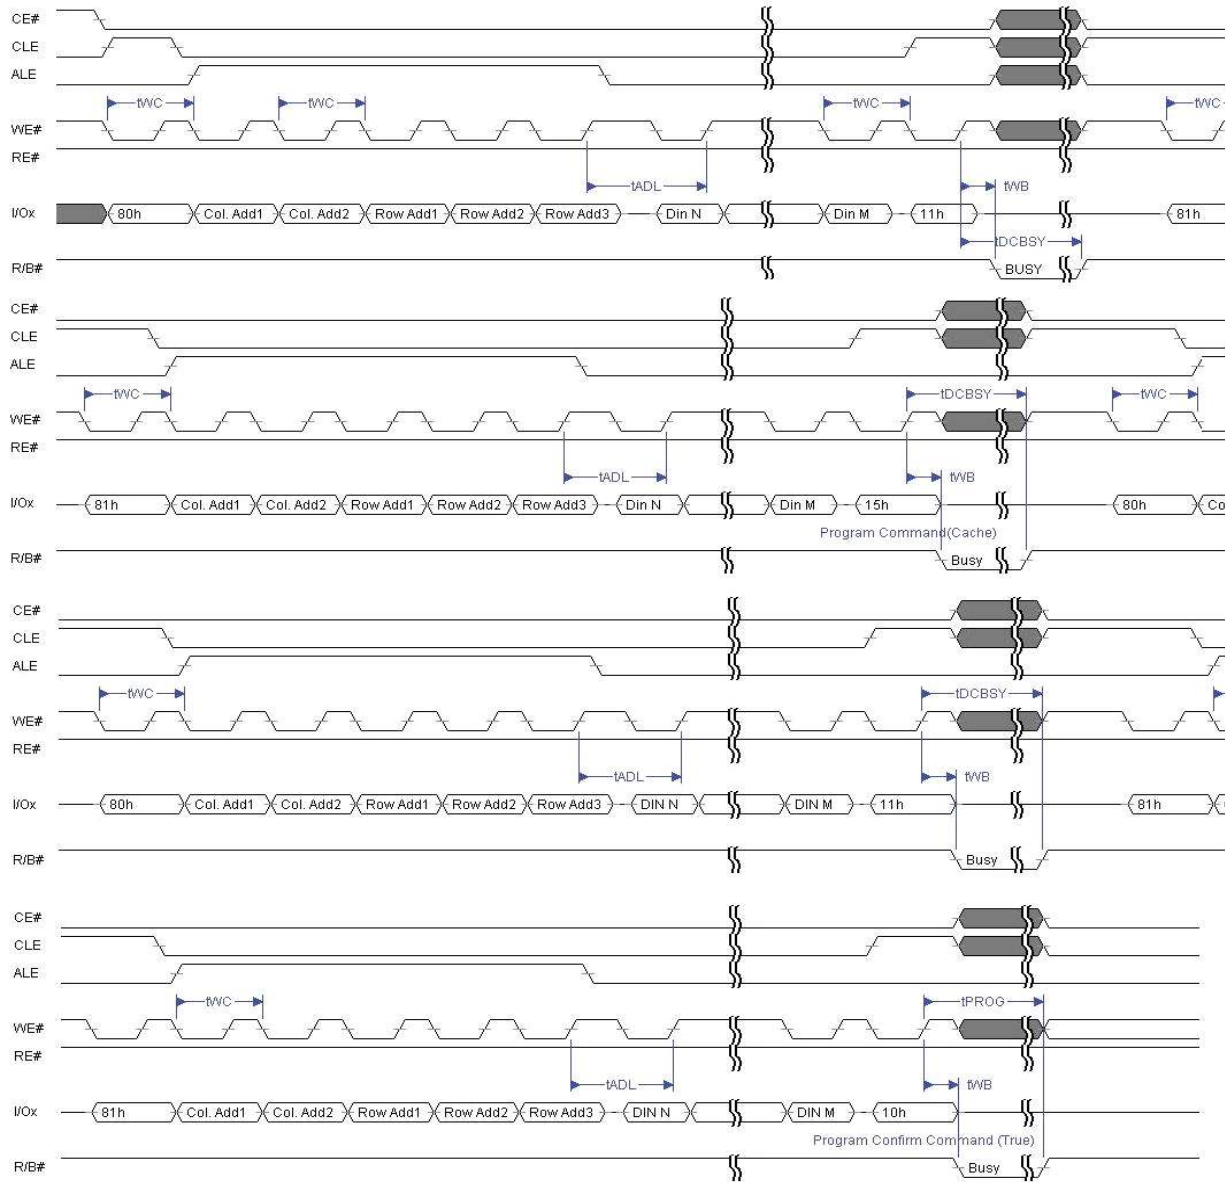 CE#
CLE
ALE
tWC tWC tWC tWC
WE#
RE#
tADL tWB
I/Ox 80h Col. Add1 Col. Add2 Row Add1 Row Add2 Row Add3 Din N Din M 11h 81h
tDCBSY
R/B# BUSY
CE#
CLE
ALE
tWC tDCBSY tWC
WE#
RE#
tADL tWB
I/Ox 81h Col. Add1 Col. Add2 Row Add1 Row Add2 Row Add3 Din N Din M 15h 80h Co
Program Command(Cache)
R/B# Busy
CE#
CLE
ALE
tWC tDCBSY
WE#
RE#
tADL tWB
I/Ox 80h Col. Add1 Col. Add2 Row Add1 Row Add2 Row Add3 DIN N DIN M 11h 81h
R/B# Busy
CE#
CLE
ALE
tWC tPROG
WE#
RE#
tADL tWB
I/Ox 81h Col. Add1 Col. Add2 Row Add1 Row Add2 Row Add3 DIN N DIN M 10h
Program Confirm Command (True)
R/B# Busy